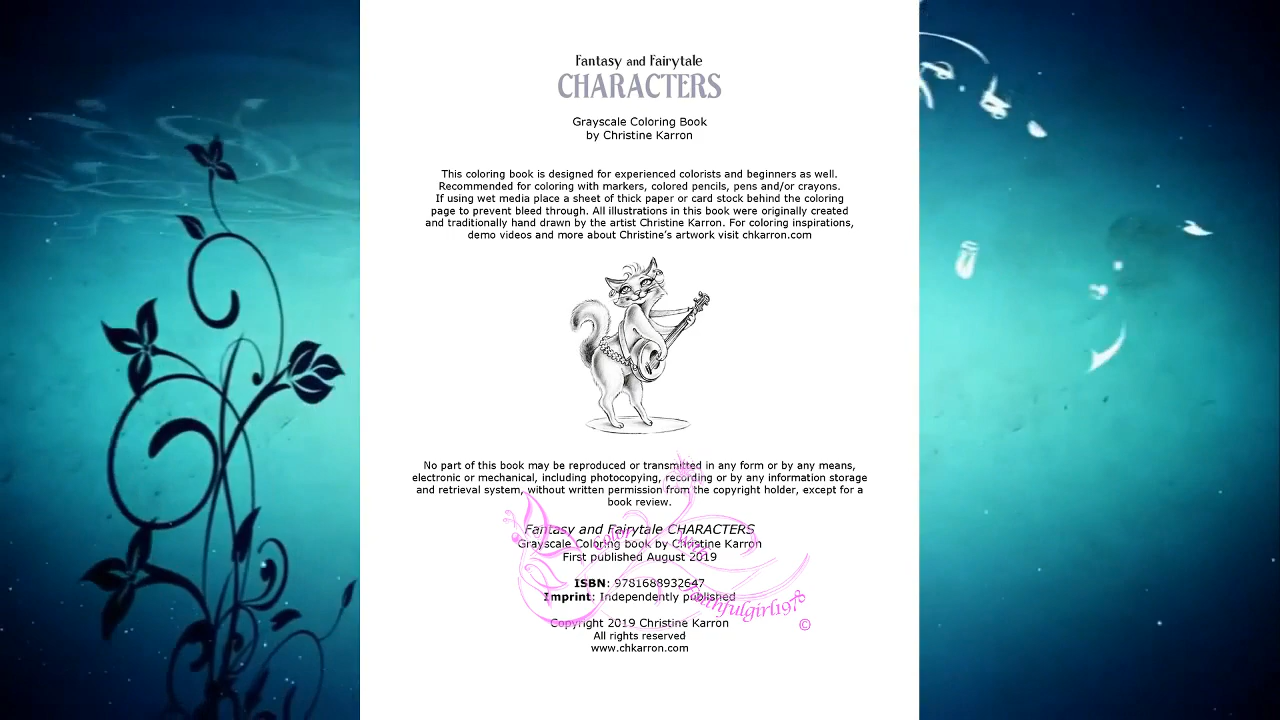 Fantasy and Fairytale
CHARACTERS
Grayscale Coloring Book
by Christine Karron
This coloring book is designed for experienced colorists and beginners as well.
Recommended for coloring with markers, colored pencils, pens and/or crayons.
If using wet media place a sheet of thick paper or card stock behind the coloring
page to prevent bleed through. All illustrations in this book were originally created
and traditionally hand drawn by the artist Christine Karron. For coloring inspirations,
demo videos and more about Christine's artwork visit chkarron.com
No part of this book may be reproduced or transmitted in any form or by any means,
electronic or mechanical, including photocopying, recording or by any information storage
and retrieval system, without written permission from the copyright holder, except for a
book review.
Fantasy and Fairytale CHARACTERS
Grayscale Coloring book by Christine Karron
First published August 2019
ISBN: 9781688932647
Imprint: Independently published
Copyright 2019 Christine Karron
All rights reserved
www.chkarron.com
Faithfulgirl1978
©